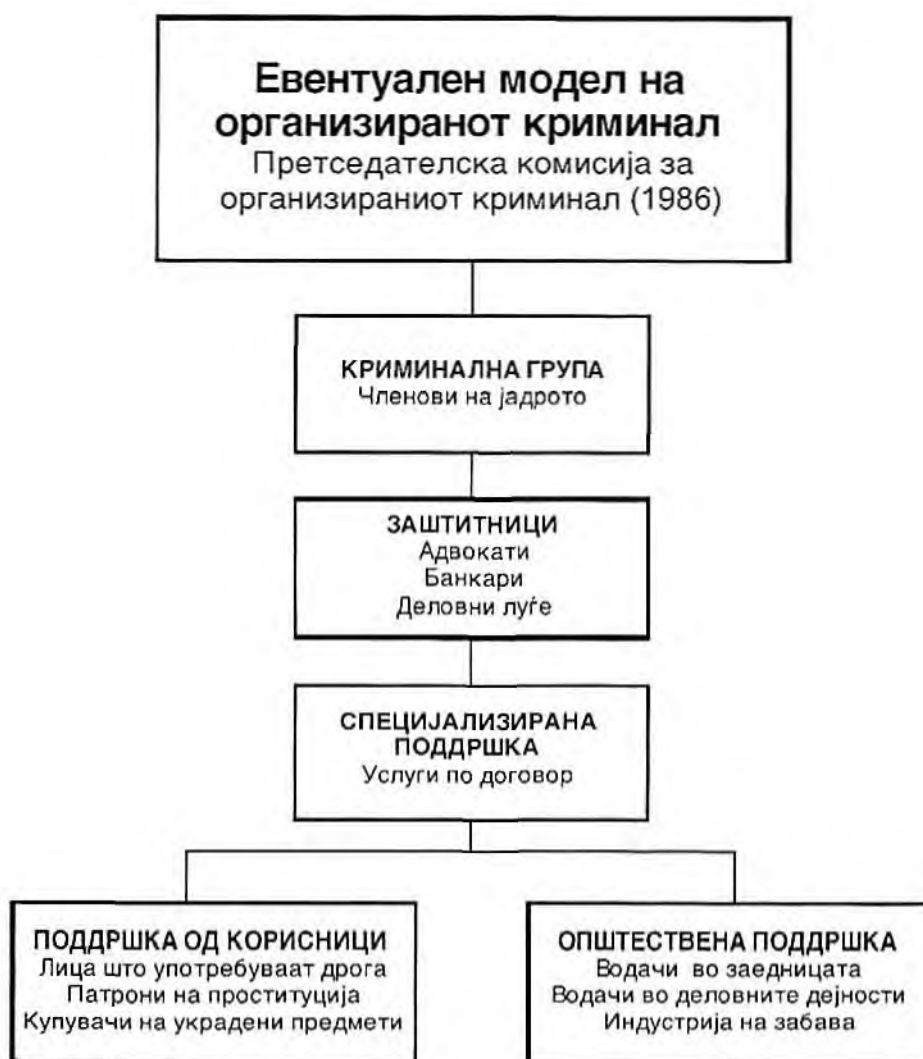 Евентуален модел на
организиранот криминал
Претседателска комисија за
организираниот криминал (1986)
КРИМИНАЛНА ГРУПА
Членови на јадрото
ЗАШТИТНИЦИ
Адвокати
Банкари
Деловни луѓе
СПЕЦИЈАЛИЗИРАНА
ПОДДРШКА
Услуги по договор
ПОДДРШКА ОД КОРИСНИЦИ
Лица што употребуваат дрога
Патрони на проституција
Купувачи на украдени предмети
ОПШТЕСТВЕНА ПОДДРШКА
Водачи во заедницата
Водачи во деловните дејности
Индустрија на забава